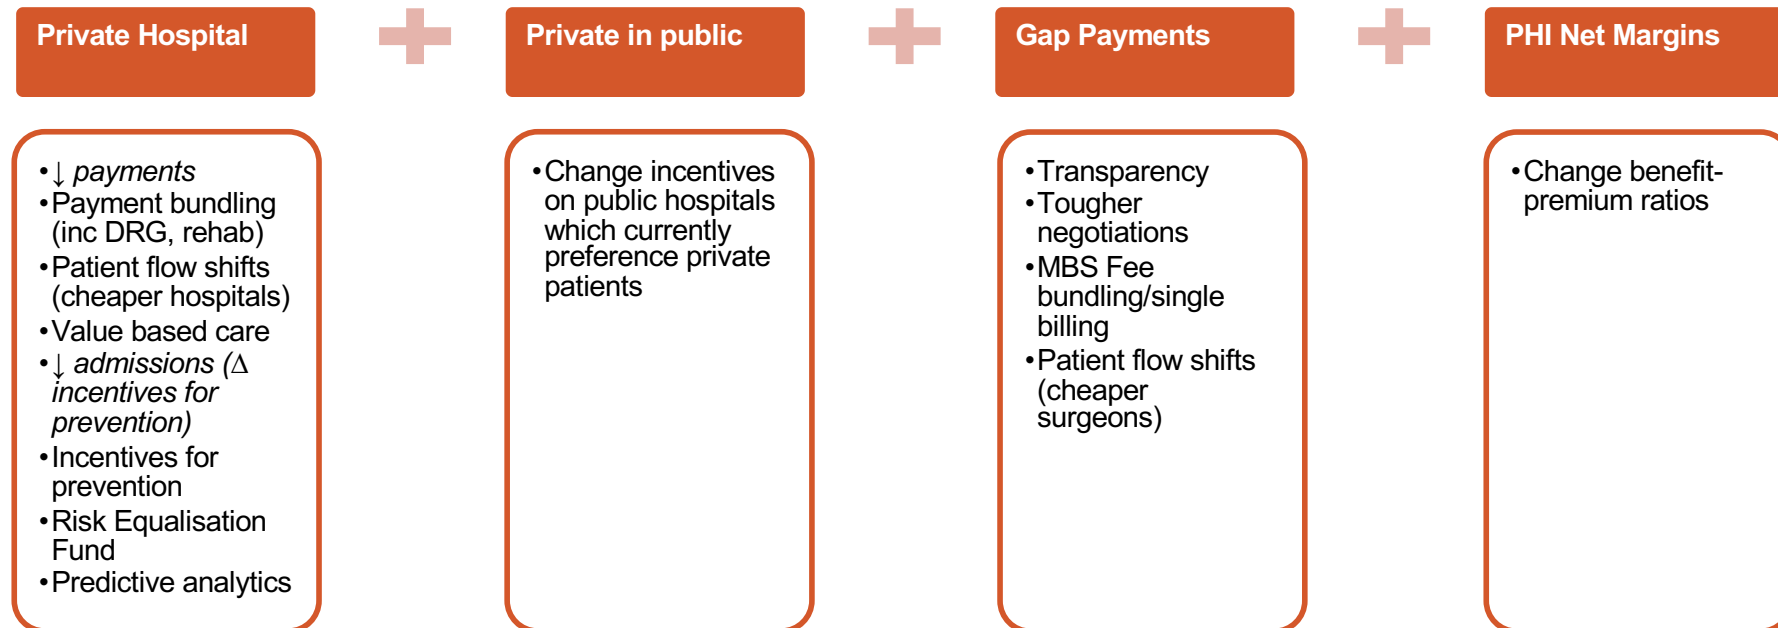 Private Hospital
Private in public
Gap Payments
PHI Net Margins
•↓ payments
•Payment bundling
(inc DRG, rehab)
•Patient flow shifts
(cheaper hospitals)
•Value based care
•↓ admissions (∆
incentives for
prevention)
•Incentives for
prevention
•Risk Equalisation
Fund
•Predictive analytics
•Change incentives
on public hospitals
which currently
preference private
patients
•Transparency
•Tougher
negotiations
•MBS Fee
bundling/single
billing
•Patient flow shifts
(cheaper
surgeons)
•Change benefit-
premium ratios